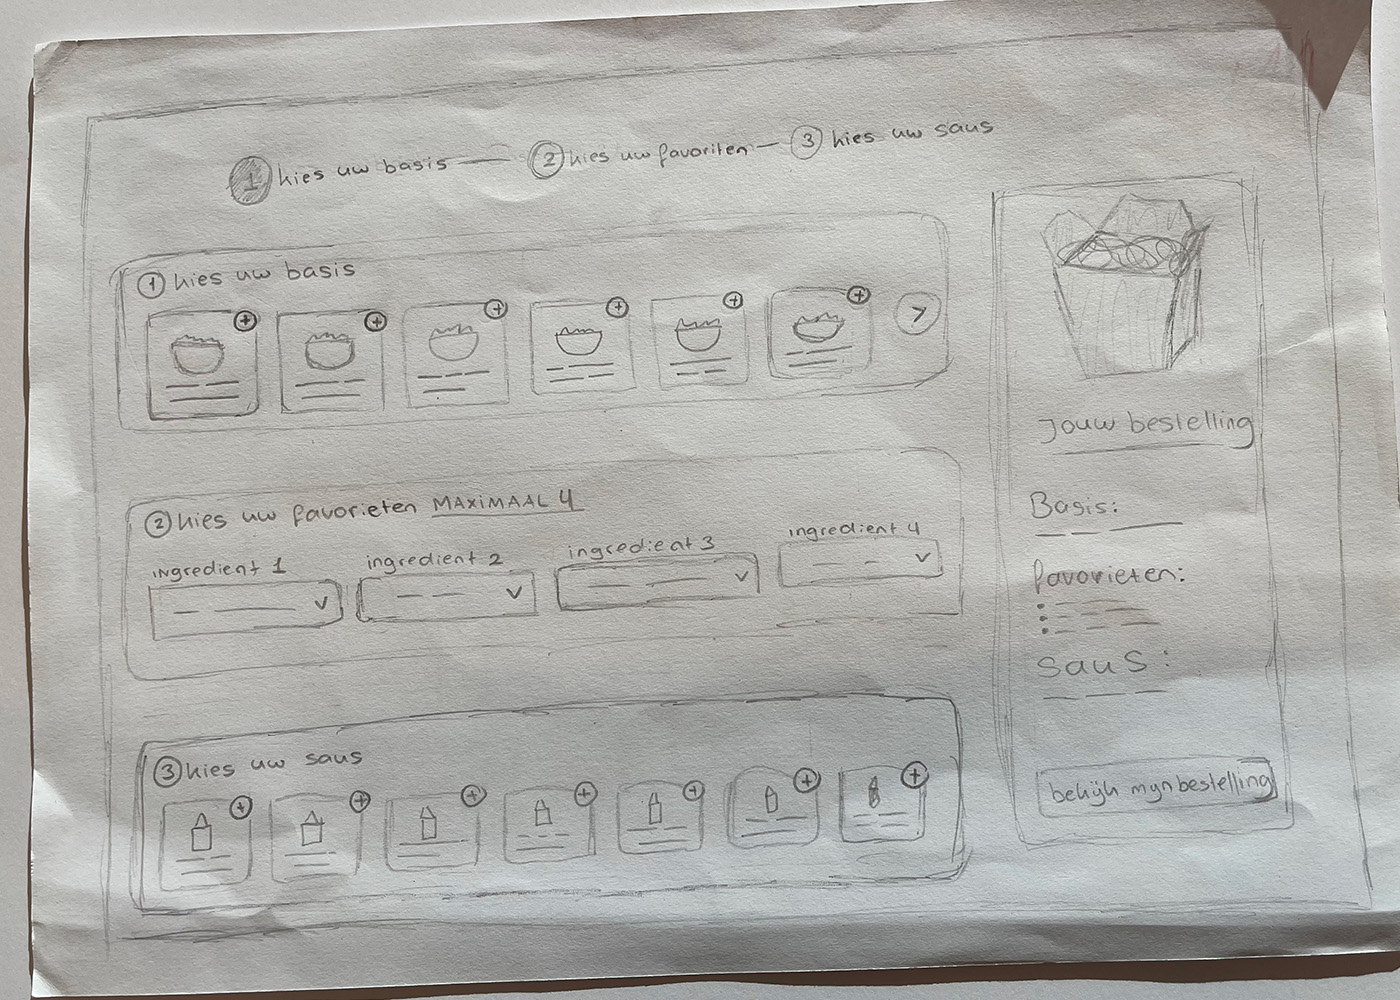 1 kies uw basis — 2 kies uw favoriten — 3 kies uw saus
1 kies uw basis
>
2 kies uw favorieten MAXIMAAL 4
ingredient 1
ingredient 2
ingredient 3
ingredient 4
3 kies uw saus
Jouw bestelling
Basis:
favorieten:
saus:
bekijk mijn bestelling